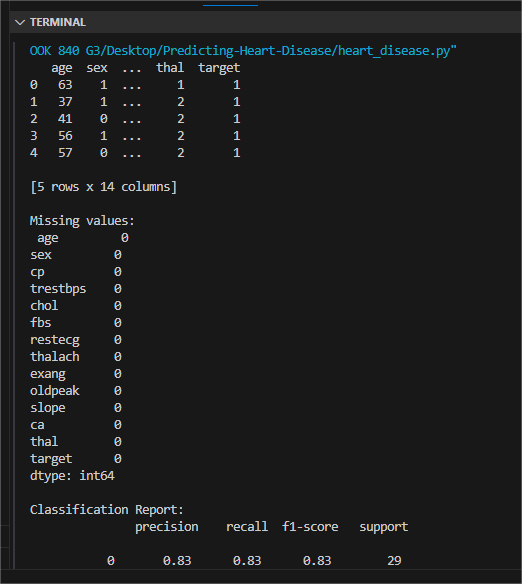 TERMINAL
OOK 840 G3/Desktop/Predicting-Heart-Disease/heart_disease.py"
age sex ... thal target
0 63 1 ... 1 1
1 37 1 ... 2 1
2 41 0 ... 2 1
3 56 1 ... 2 1
4 57 0 ... 2 1
[5 rows x 14 columns]
Missing values:
age 0
sex 0
cp 0
trestbps 0
chol 0
fbs 0
restecg 0
thalach 0
exang 0
oldpeak 0
slope 0
ca 0
thal 0
target 0
dtype: int64
Classification Report:
precision recall f1-score support
0 0.83 0.83 0.83 29